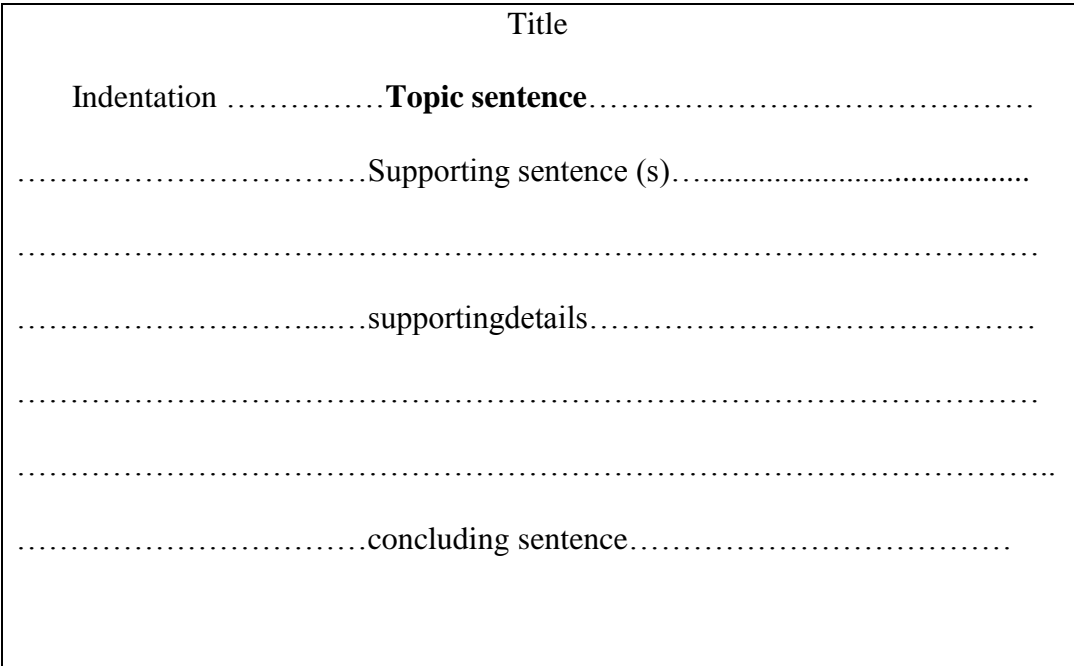 Title
Indentation ……………Topic sentence……………………………………
……………………………Supporting sentence (s)….....................................
……………………………………………………………………………………
………………………....…supportingdetails……………………………………
……………………………………………………………………………………
……………………………………………………………………………………..
……………………………concluding sentence………………………………